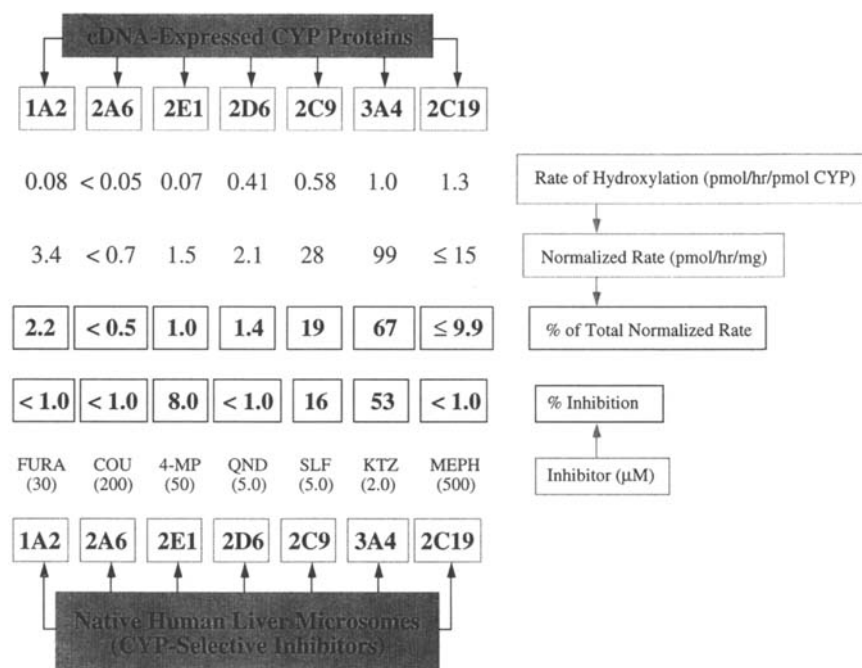 cDNA-Expressed CYP Proteins
1A2 2A6 2E1 2D6 2C9 3A4 2C19
0.08 < 0.05 0.07 0.41 0.58 1.0 1.3 Rate of Hydroxylation (pmol/hr/pmol CYP)
3.4 < 0.7 1.5 2.1 28 99 ≤ 15 Normalized Rate (pmol/hr/mg)
2.2 < 0.5 1.0 1.4 19 67 ≤ 9.9 % of Total Normalized Rate
< 1.0 < 1.0 8.0 < 1.0 16 53 < 1.0 % Inhibition
FURA COU 4-MP QND SLF KTZ MEPH
(30) (200) (50) (5.0) (5.0) (2.0) (500) Inhibitor (μM)
1A2 2A6 2E1 2D6 2C9 3A4 2C19
Native Human Liver Microsomes
(CYP-Selective Inhibitors)